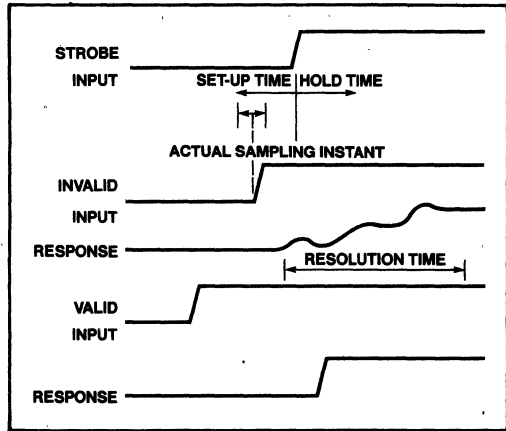 STROBE
INPUT
SET-UP TIME HOLD TIME
ACTUAL SAMPLING INSTANT
INVALID
INPUT
RESPONSE
RESOLUTION TIME
VALID
INPUT
RESPONSE